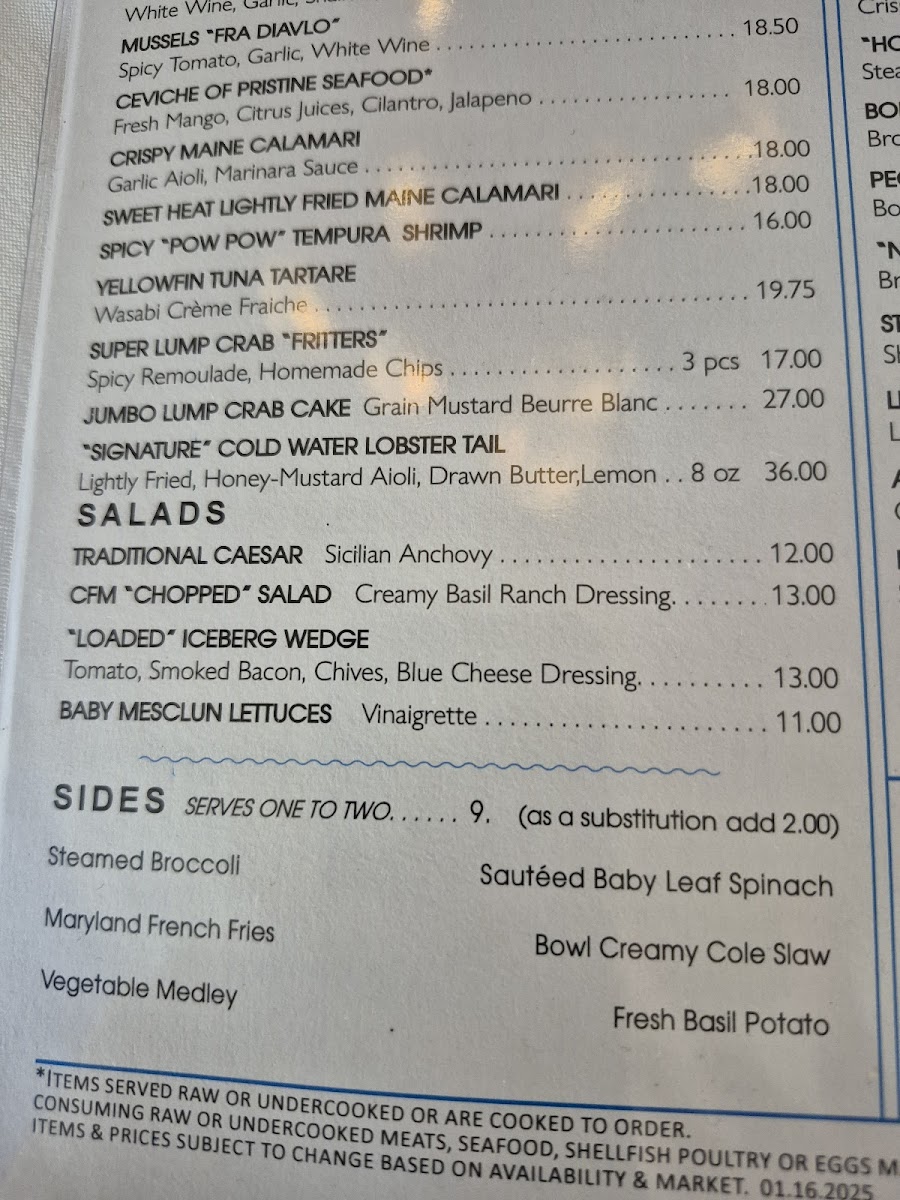 White Wine, Garlic,
MUSSELS "FRA DIAVLO"
Spicy Tomato, Garlic, White Wine . . . . . . . . . . . . . . . . . . . . . . . . . . . . 18.50
CEVICHE OF PRISTINE SEAFOOD*
Fresh Mango, Citrus Juices, Cilantro, Jalapeno . . . . . . . . . . . . . . . . . . 18.00
CRISPY MAINE CALAMARI
Garlic Aioli, Marinara Sauce . . . . . . . . . . . . . . . . . . . . . . . . . . . . . . . . . . .18.00
SWEET HEAT LIGHTLY FRIED MAINE CALAMARI . . . . . . . . . . . . . . . . .18.00
SPICY "POW POW" TEMPURA SHRIMP . . . . . . . . . . . . . . . . . . . . . . . . 16.00
YELLOWFIN TUNA TARTARE
Wasabi Crème Fraiche . . . . . . . . . . . . . . . . . . . . . . . . . . . . . . . . . . . . . . . 19.75
SUPER LUMP CRAB "FRITTERS"
Spicy Remoulade, Homemade Chips . . . . . . . . . . . . . . . . . . . . 3 pcs 17.00
JUMBO LUMP CRAB CAKE Grain Mustard Beurre Blanc . . . . . . . 27.00
"SIGNATURE" COLD WATER LOBSTER TAIL
Lightly Fried, Honey-Mustard Aioli, Drawn Butter,Lemon . . 8 oz 36.00
SALADS
TRADITIONAL CAESAR Sicilian Anchovy . . . . . . . . . . . . . . . . . . . . . 12.00
CFM "CHOPPED" SALAD Creamy Basil Ranch Dressing. . . . . . . . 13.00
"LOADED" ICEBERG WEDGE
Tomato, Smoked Bacon, Chives, Blue Cheese Dressing. . . . . . . . . . 13.00
BABY MESCLUN LETTUCES Vinaigrette . . . . . . . . . . . . . . . . . . . . . . . 11.00
SIDES SERVES ONE TO TWO. . . . . . 9. (as a substitution add 2.00)
Steamed Broccoli
Sautéed Baby Leaf Spinach
Maryland French Fries
Bowl Creamy Cole Slaw
Vegetable Medley
Fresh Basil Potato
*ITEMS SERVED RAW OR UNDERCOOKED OR ARE COOKED TO ORDER.
CONSUMING RAW OR UNDERCOOKED MEATS, SEAFOOD, SHELLFISH POULTRY OR EGGS M
ITEMS & PRICES SUBJECT TO CHANGE BASED ON AVAILABILITY & MARKET. 01.16.2025